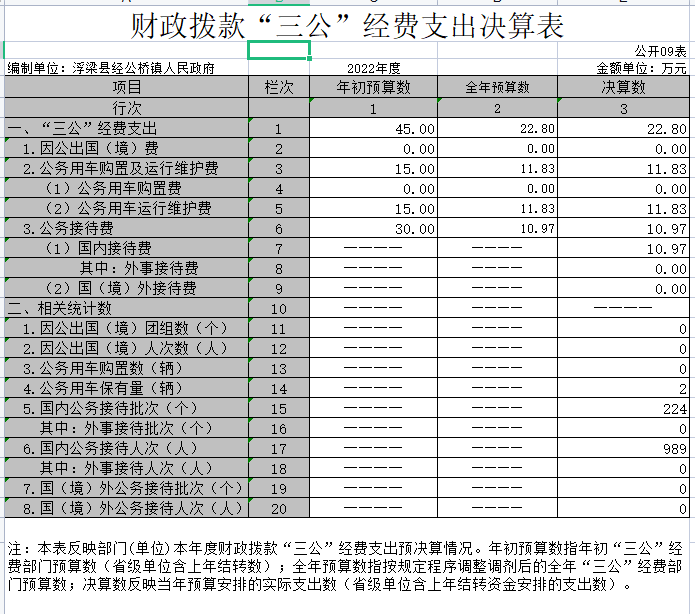 财政拨款“三公”经费支出决算表
公开09表
编制单位：浮梁县经公桥镇人民政府 2022年度 金额单位：万元
项目 栏次 年初预算数 全年预算数 决算数
行次 1 2 3
一、“三公”经费支出 1 45.00 22.80 22.80
1.因公出国（境）费 2 0.00 0.00 0.00
2.公务用车购置及运行维护费 3 15.00 11.83 11.83
（1）公务用车购置费 4 0.00 0.00 0.00
（2）公务用车运行维护费 5 15.00 11.83 11.83
3.公务接待费 6 30.00 10.97 10.97
（1）国内接待费 7 ———— ———— 10.97
其中：外事接待费 8 ———— ———— 0.00
（2）国（境）外接待费 9 ———— ———— 0.00
二、相关统计数 10 ———— ———— ————
1.因公出国（境）团组数（个） 11 ———— ———— 0
2.因公出国（境）人次数（人） 12 ———— ———— 0
3.公务用车购置数（辆） 13 ———— ———— 0
4.公务用车保有量（辆） 14 ———— ———— 2
5.国内公务接待批次（个） 15 ———— ———— 224
其中：外事接待批次（个） 16 ———— ———— 0
6.国内公务接待人次（人） 17 ———— ———— 989
其中：外事接待人次（人） 18 ———— ———— 0
7.国（境）外公务接待批次（个） 19 ———— ———— 0
8.国（境）外公务接待人次（人） 20 ———— ———— 0
注：本表反映部门(单位)本年度财政拨款“三公”经费支出预决算情况。年初预算数指年初“三公”经
费部门预算数（省级单位含上年结转数）；全年预算数指按规定程序调整调剂后的全年“三公”经费部
门预算数；决算数反映当年预算安排的实际支出数（省级单位含上年结转资金安排的支出数）。